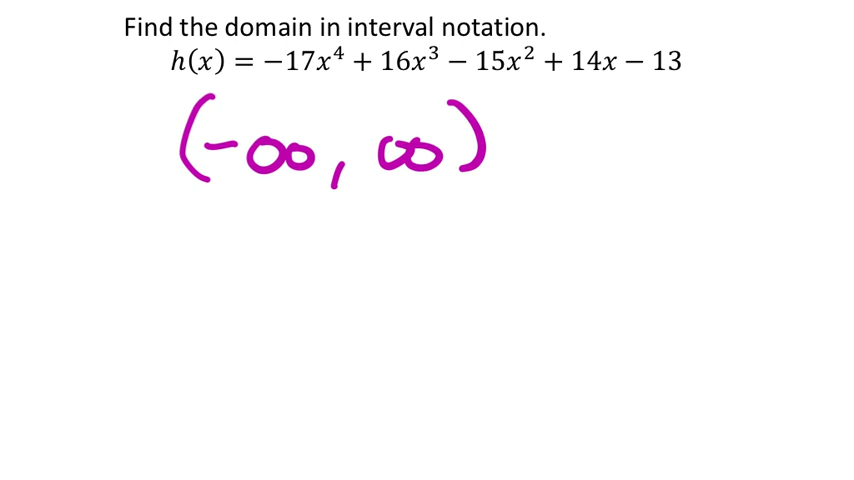 Find the domain in interval notation.
ℎ(𝑥) = −17𝑥⁴ + 16𝑥³ − 15𝑥² + 14𝑥 − 13
(-∞, ∞)